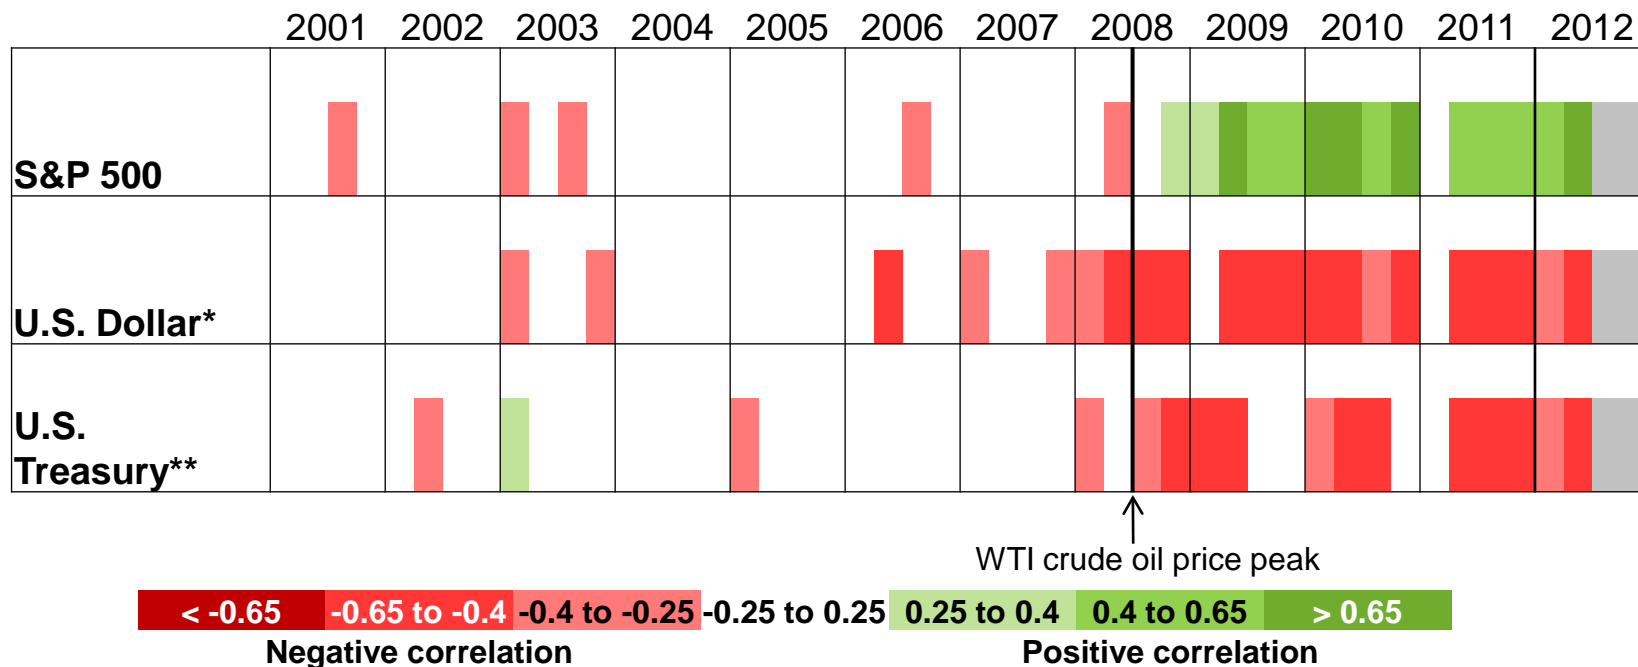 2001 2002 2003 2004 2005 2006 2007 2008 2009 2010 2011 2012
S&P 500
U.S. Dollar*
U.S.
Treasury**
WTI crude oil price peak
< -0.65 -0.65 to -0.4 -0.4 to -0.25 -0.25 to 0.25 0.25 to 0.4 0.4 to 0.65 > 0.65
Negative correlation Positive correlation